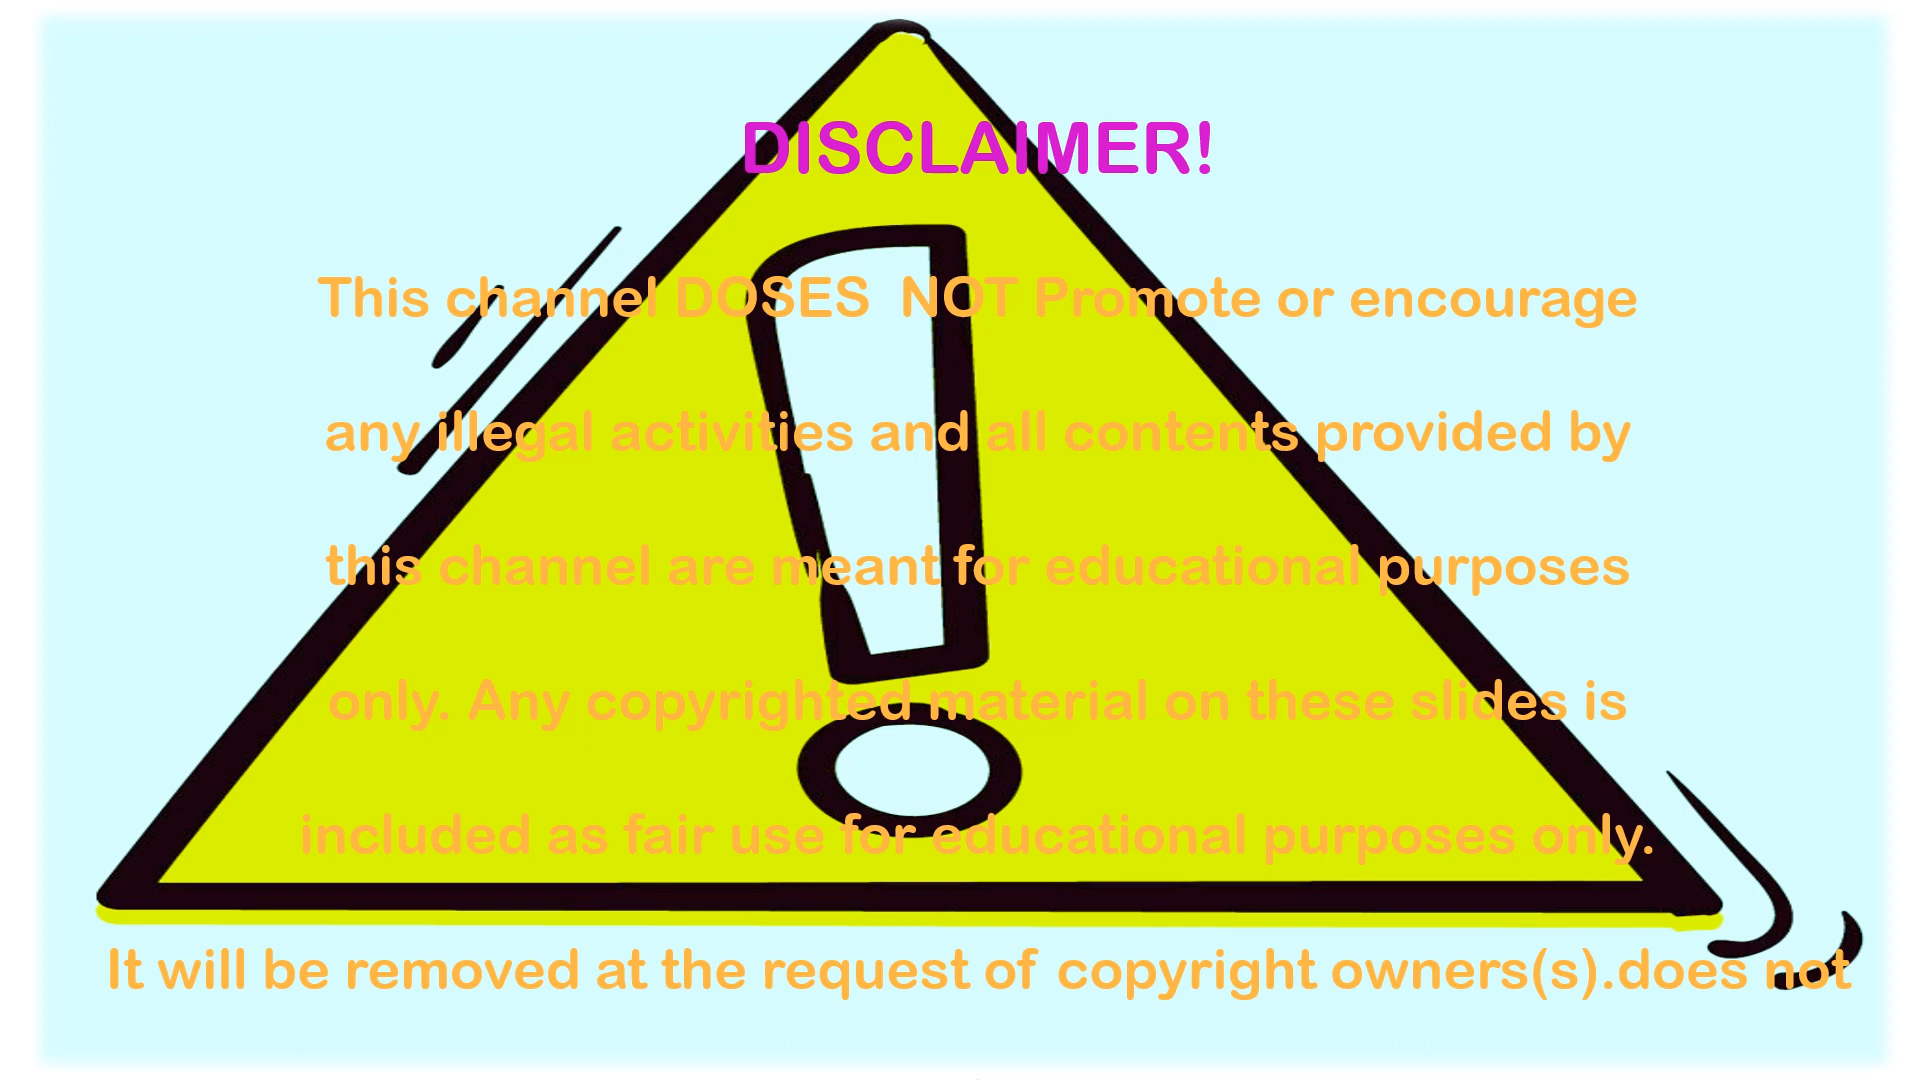 DISCLAIMER!
This channel DOSES NOT Promote or encourage
any illegal activities and all contents provided by
this channel are meant for educational purposes
only. Any copyrighted material on these slides is
included as fair use for educational purposes only.
It will be removed at the request of copyright owners(s).does not